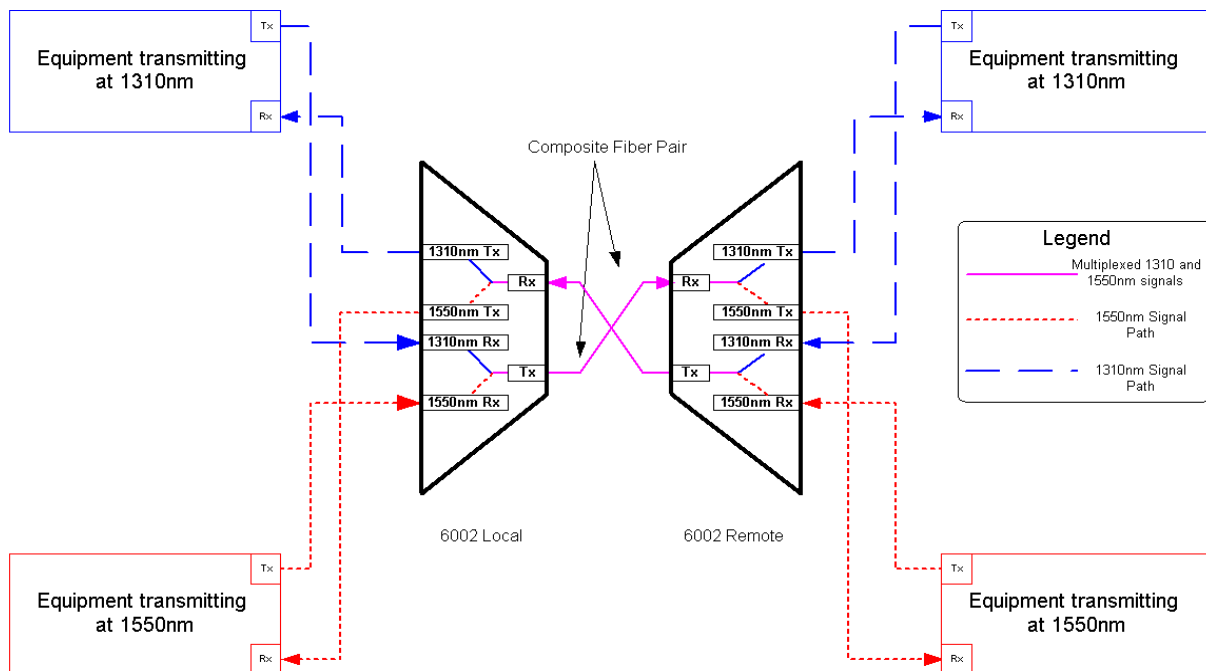 Tx
Equipment transmitting
at 1310nm
Rx
Tx
Equipment transmitting
at 1310nm
Rx
Composite Fiber Pair
1310nm Tx
Rx
1550nm Tx
1310nm Rx
Tx
1550nm Rx
1310nm Tx
Rx
1550nm Tx
1310nm Rx
Tx
1550nm Rx
Legend
Multiplexed 1310 and
1550nm signals
1550nm Signal
Path
1310nm Signal
Path
6002 Local
6002 Remote
Tx
Equipment transmitting
at 1550nm
Rx
Tx
Equipment transmitting
at 1550nm
Rx